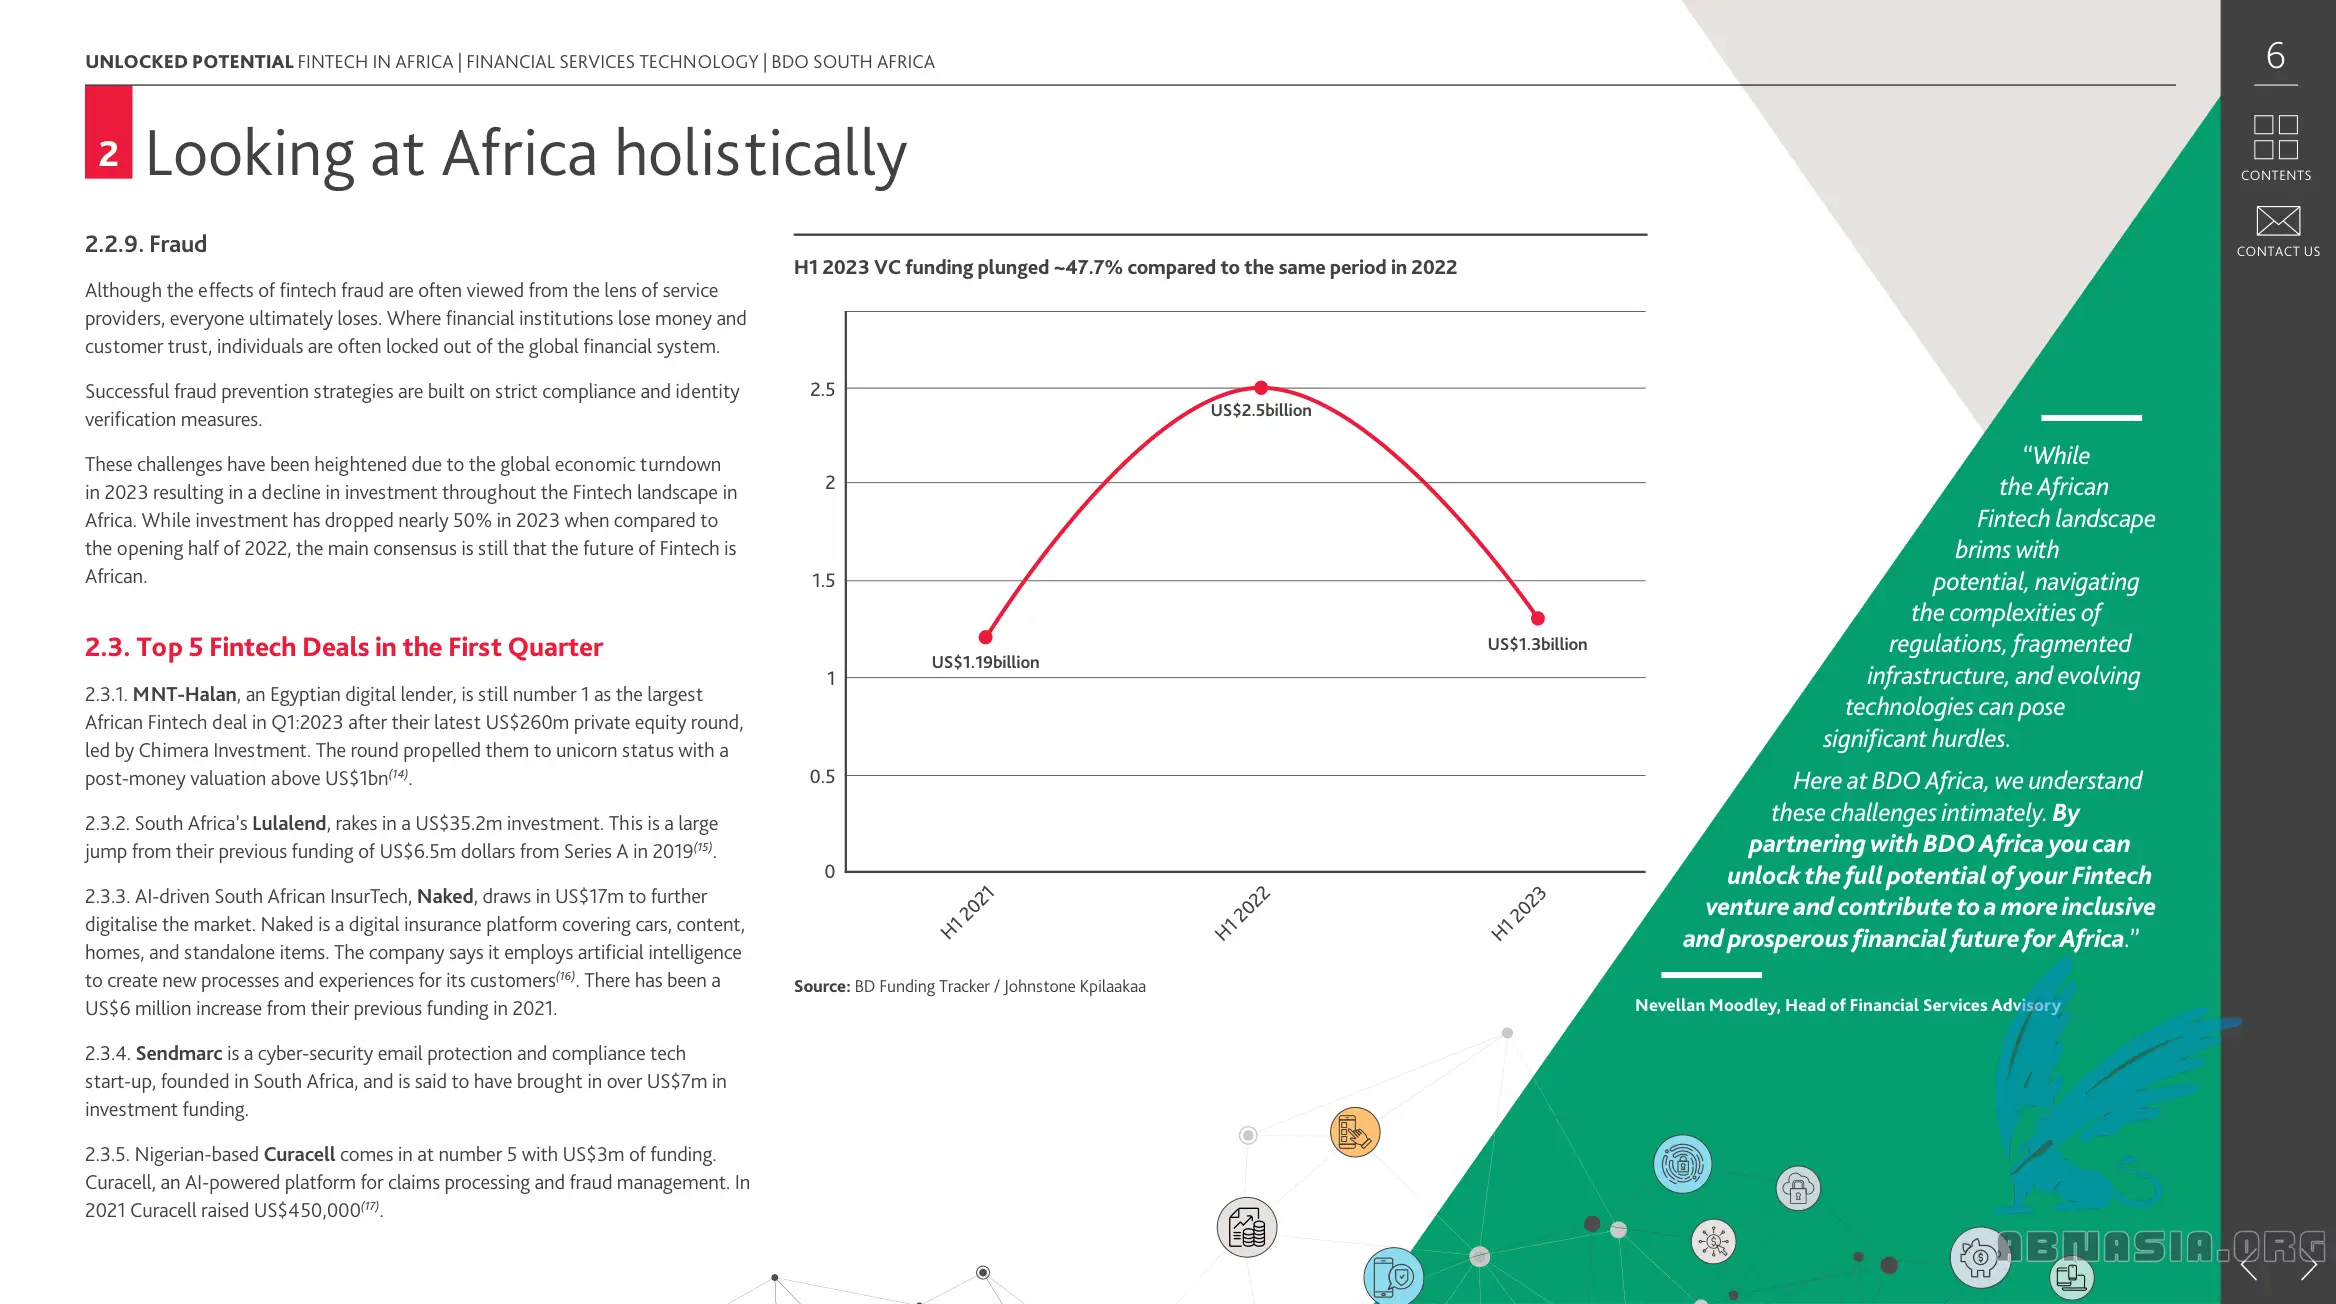 UNLOCKED POTENTIAL FINTECH IN AFRICA | FINANCIAL SERVICES TECHNOLOGY | BDO SOUTH AFRICA
6
CONTENTS
CONTACT US
2 Looking at Africa holistically
2.2.9. Fraud
Although the effects of fintech fraud are often viewed from the lens of service
providers, everyone ultimately loses. Where financial institutions lose money and
customer trust, individuals are often locked out of the global financial system.
Successful fraud prevention strategies are built on strict compliance and identity
verification measures.
These challenges have been heightened due to the global economic turndown
in 2023 resulting in a decline in investment throughout the Fintech landscape in
Africa. While investment has dropped nearly 50% in 2023 when compared to
the opening half of 2022, the main consensus is still that the future of Fintech is
African.
2.3. Top 5 Fintech Deals in the First Quarter
2.3.1. MNT-Halan, an Egyptian digital lender, is still number 1 as the largest
African Fintech deal in Q1:2023 after their latest US$260m private equity round,
led by Chimera Investment. The round propelled them to unicorn status with a
post-money valuation above US$1bn(14).
2.3.2. South Africa's Lulalend, rakes in a US$35.2m investment. This is a large
jump from their previous funding of US$6.5m dollars from Series A in 2019(15).
2.3.3. AI-driven South African InsurTech, Naked, draws in US$17m to further
digitalise the market. Naked is a digital insurance platform covering cars, content,
homes, and standalone items. The company says it employs artificial intelligence
to create new processes and experiences for its customers(16). There has been a
US$6 million increase from their previous funding in 2021.
2.3.4. Sendmarc is a cyber-security email protection and compliance tech
start-up, founded in South Africa, and is said to have brought in over US$7m in
investment funding.
2.3.5. Nigerian-based Curacell comes in at number 5 with US$3m of funding.
Curacell, an AI-powered platform for claims processing and fraud management. In
2021 Curacell raised US$450,000(17).
H1 2023 VC funding plunged ~47.7% compared to the same period in 2022
2.5
2
1.5
1
0.5
0
US$1.19billion
US$2.5billion
US$1.3billion
H1 2021
H1 2022
H1 2023
Source: BD Funding Tracker / Johnstone Kpilaakaa
"While
the African
Fintech landscape
brims with
potential, navigating
the complexities of
regulations, fragmented
infrastructure, and evolving
technologies can pose
significant hurdles.
Here at BDO Africa, we understand
these challenges intimately. By
partnering with BDO Africa you can
unlock the full potential of your Fintech
venture and contribute to a more inclusive
and prosperous financial future for Africa."
Nevellan Moodley, Head of Financial Services Advisory
ABNASIA.ORG